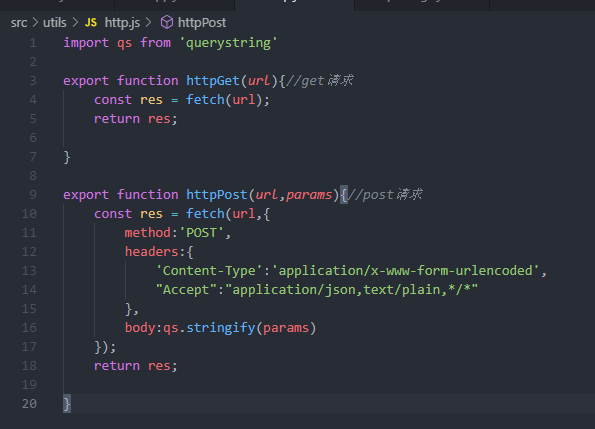 src > utils > JS http.js > httpPost
1 import qs from 'querystring'
2
3 export function httpGet(url){//get请求
4 const res = fetch(url);
5 return res;
6
7 }
8
9 export function httpPost(url,params){//post请求
10 const res = fetch(url,{
11 method:'POST',
12 headers:{
13 'Content-Type':'application/x-www-form-urlencoded',
14 "Accept":"application/json,text/plain,*/*"
15 },
16 body:qs.stringify(params)
17 });
18 return res;
19
20 }